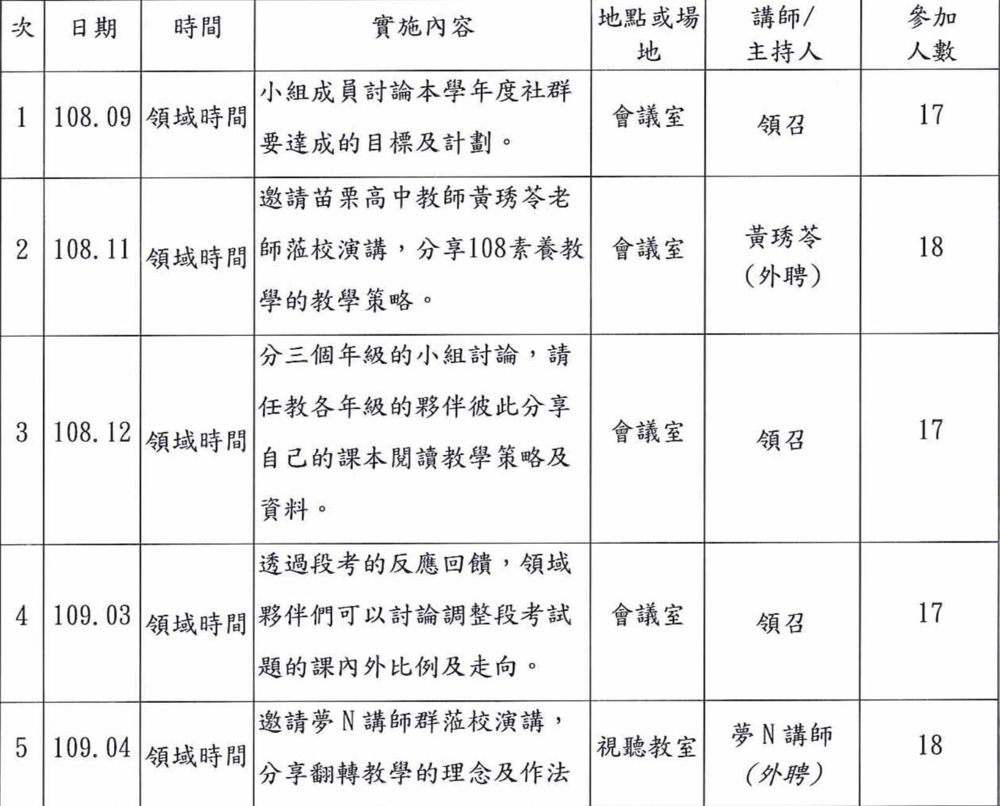 次 日期 時間 實施內容 地點或場地 講師/主持人 參加人數
1 108.09 領域時間 小組成員討論本學年度社群
要達成的目標及計劃。 會議室 領召 17
2 108.11 領域時間 邀請苗栗高中教師黃琇苓老
師蒞校演講，分享108素養教
學的教學策略。 會議室 黃琇苓
(外聘) 18
3 108.12 領域時間 分三個年級的小組討論，請
任教各年級的夥伴彼此分享
自己的課本閱讀教學策略及
資料。 會議室 領召 17
4 109.03 領域時間 透過段考的反應回饋，領域
夥伴們可以討論調整段考試
題的課內外比例及走向。 會議室 領召 17
5 109.04 領域時間 邀請夢N講師群蒞校演講，
分享翻轉教學的理念及作法 視聽教室 夢N講師
(外聘) 18